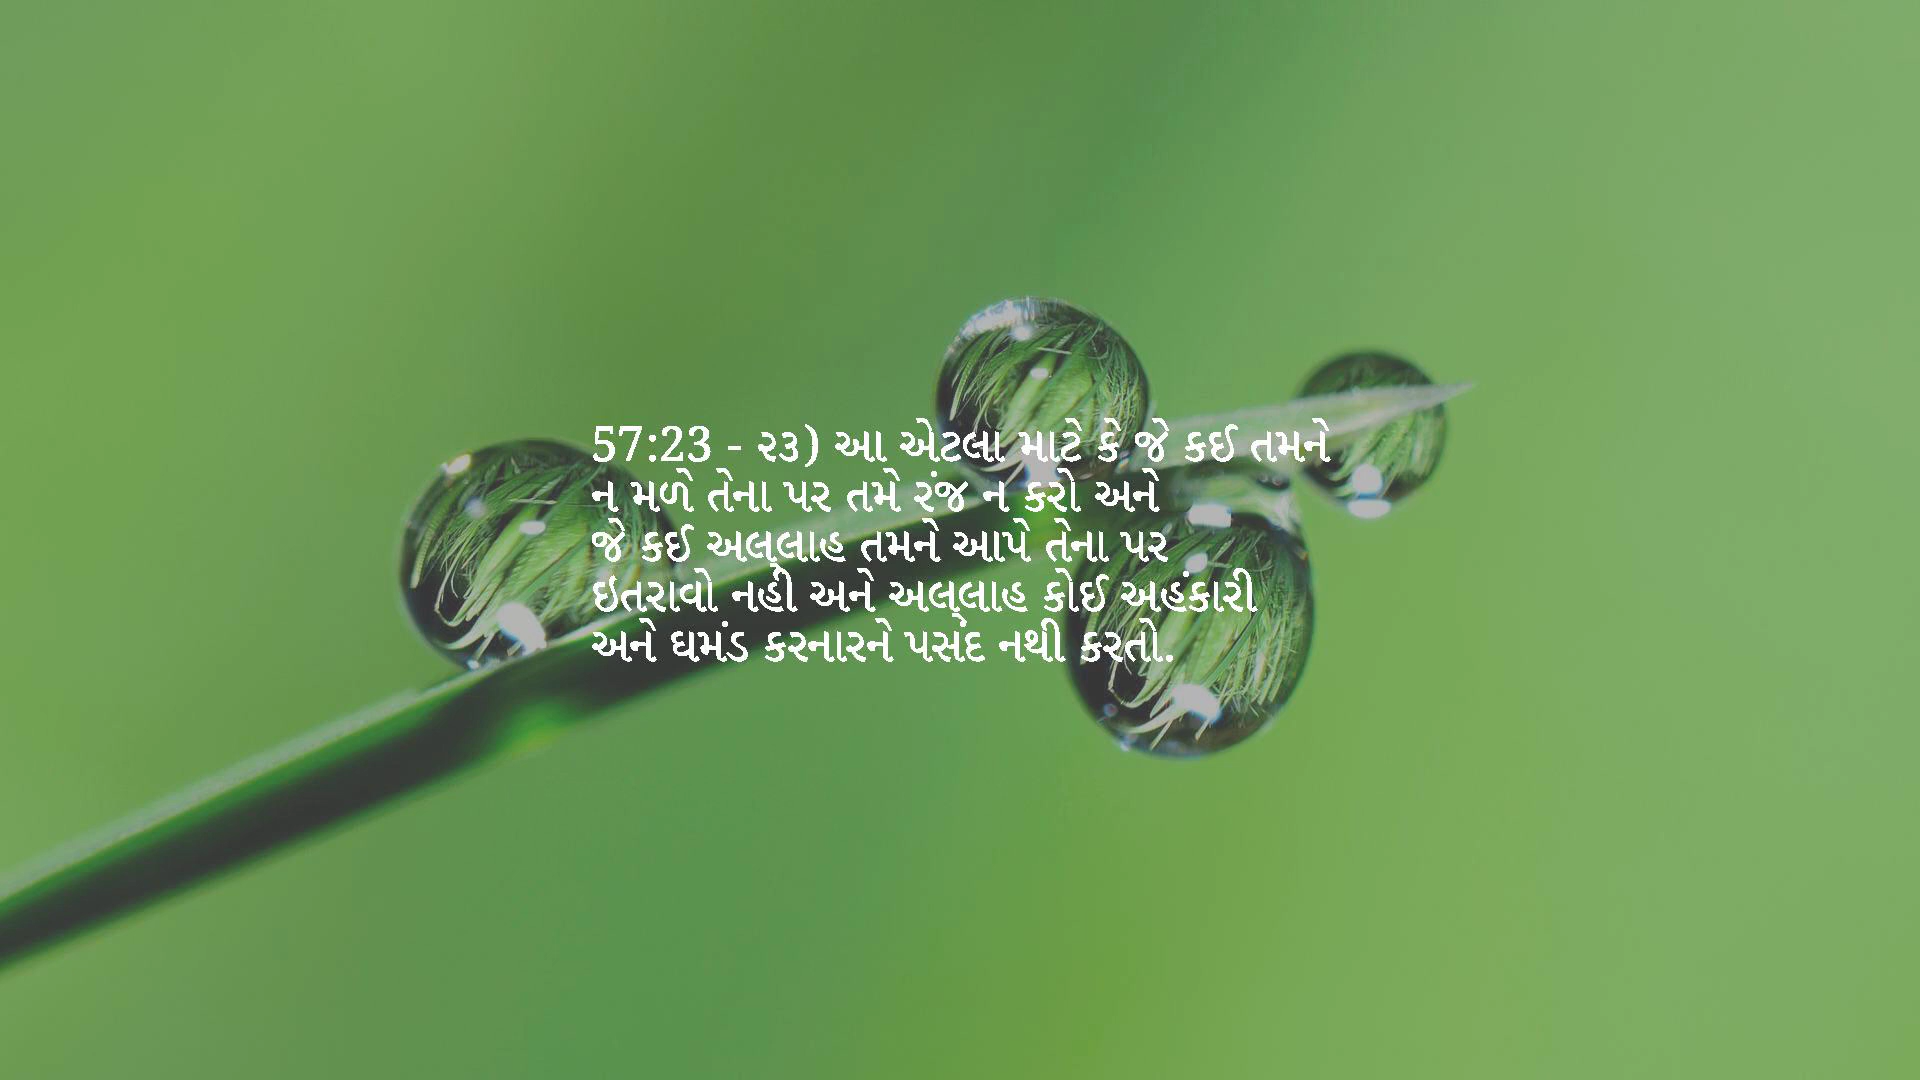 57:23 - ૨૩) આ એટલા માટે કે જે કઈ તમને
ન મળે તેના પર તમે રંજ ન કરો અને
જે કઈ અલ્લાહ તમને આપે તેના પર
ઇતરાવો નહીં અને અલ્લાહ કોઈ અહંકારી
અને ઘમંડ કરનારને પસંદ નથી કરતો.